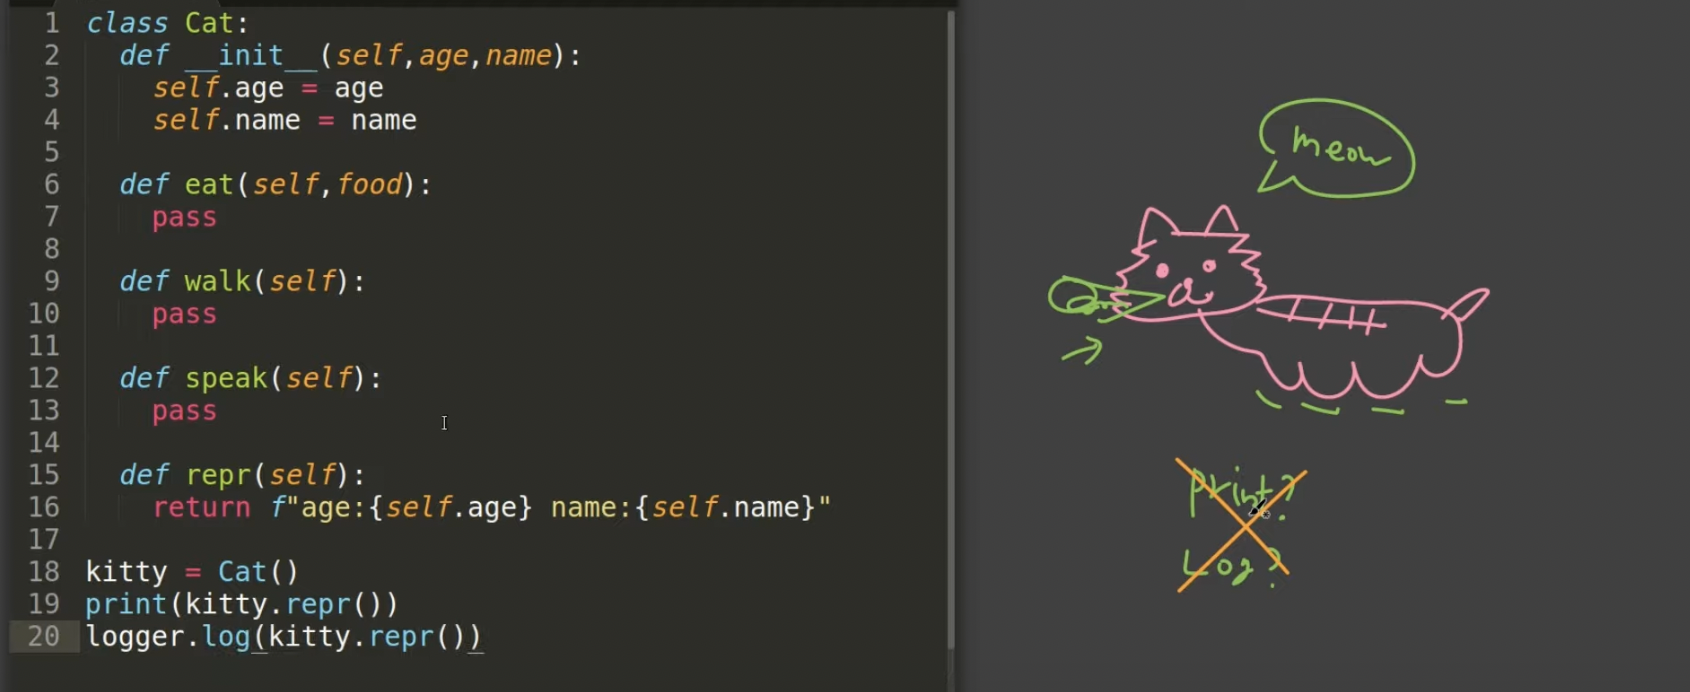 1 class Cat:
2   def __init__(self,age,name):
3     self.age = age
4     self.name = name
5
6   def eat(self,food):
7     pass
8
9   def walk(self):
10     pass
11
12   def speak(self):
13     pass
14
15   def repr(self):
16     return f"age:{self.age} name:{self.name}"
17
18 kitty = Cat()
19 print(kitty.repr())
20 logger.log(kitty.repr())
meow
print?
Log?